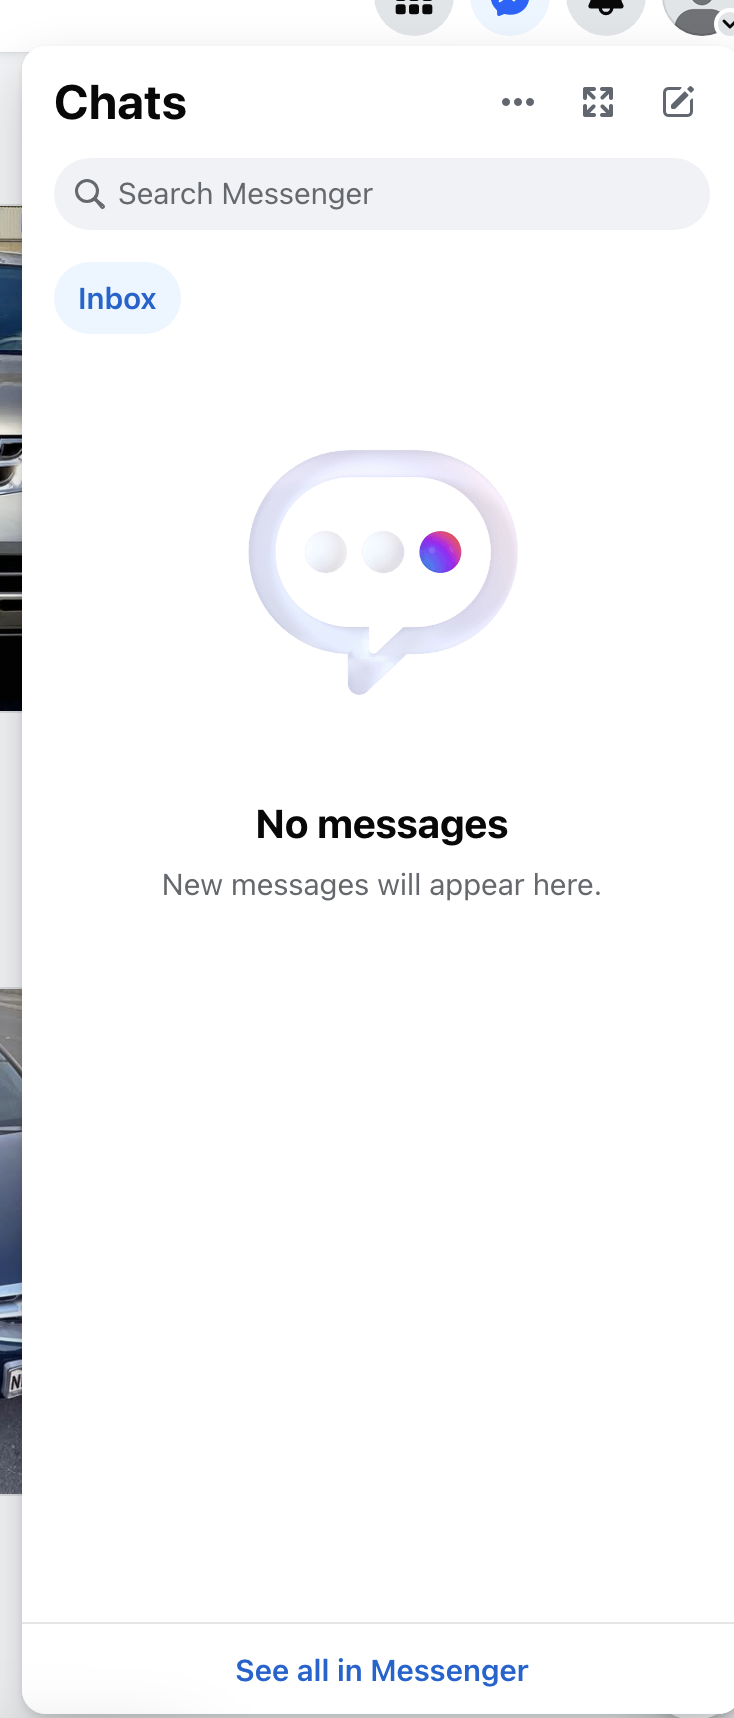 Chats
Search Messenger
Inbox
No messages
New messages will appear here.
See all in Messenger